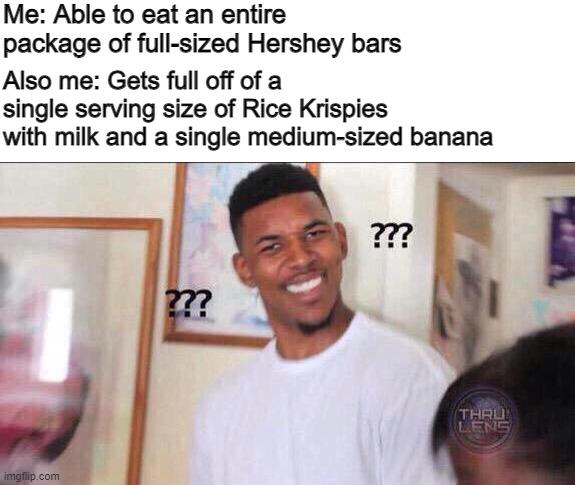 Me: Able to eat an entire
package of full-sized Hershey bars
Also me: Gets full off of a
single serving size of Rice Krispies
with milk and a single medium-sized banana
???
???
THRU
LENS
imgflip.com